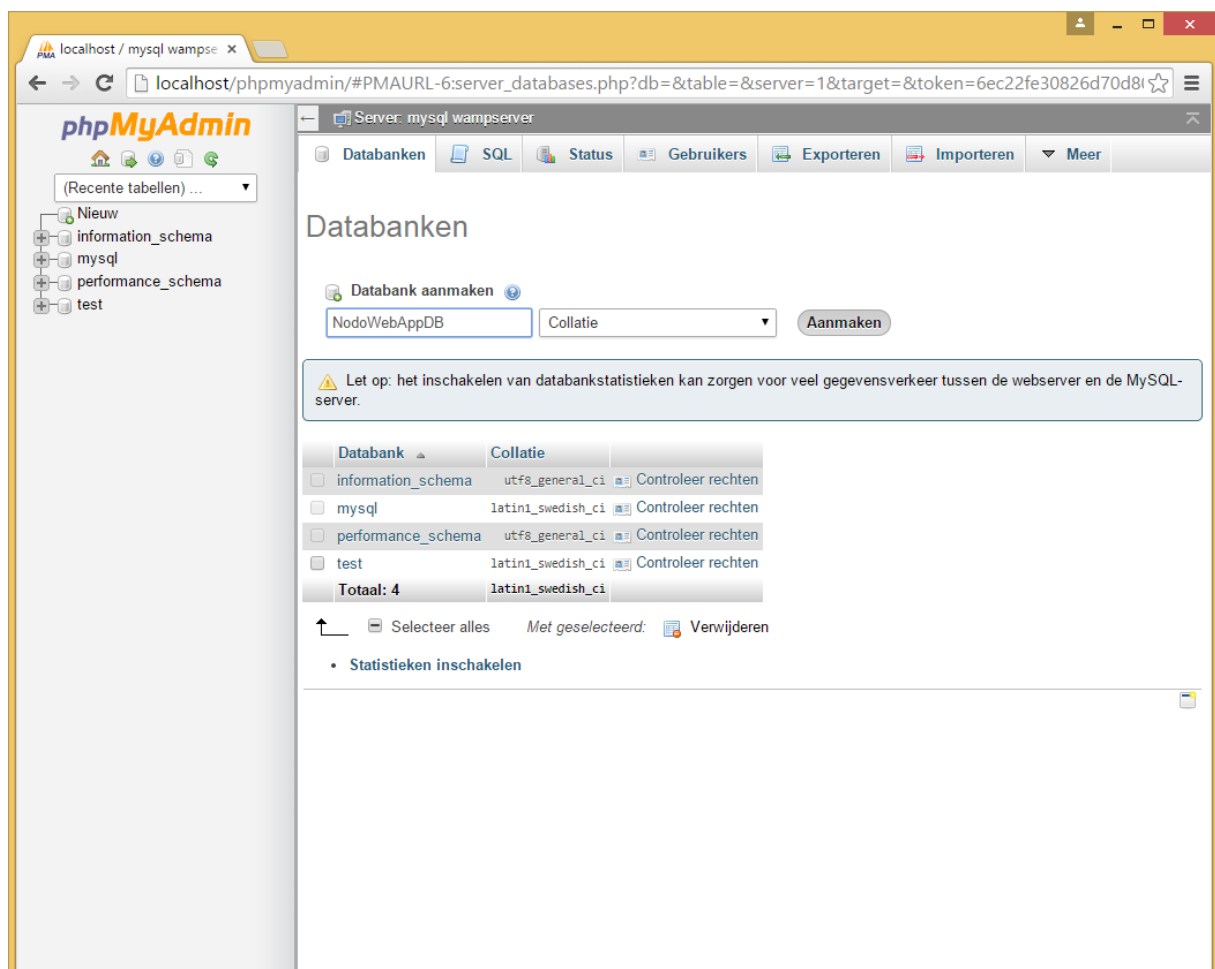 localhost / mysql wampse
localhost/phpmyadmin/#PMAURL-6:server_databases.php?db=&table=&server=1&target=&token=6ec22fe30826d70d8
phpMyAdmin
(Recente tabellen) ...
Nieuw
information_schema
mysql
performance_schema
test
Server: mysql wampserver
Databanken SQL Status Gebruikers Exporteren Importeren Meer
Databanken
Databank aanmaken
NodoWebAppDB Collatie Aanmaken
Let op: het inschakelen van databankstatistieken kan zorgen voor veel gegevensverkeer tussen de webserver en de MySQL-
server.
Databank Collatie
information_schema utf8_general_ci Controleer rechten
mysql latin1_swedish_ci Controleer rechten
performance_schema utf8_general_ci Controleer rechten
test latin1_swedish_ci Controleer rechten
Totaal: 4 latin1_swedish_ci
Selecteer alles Met geselecteerd: Verwijderen
• Statistieken inschakelen